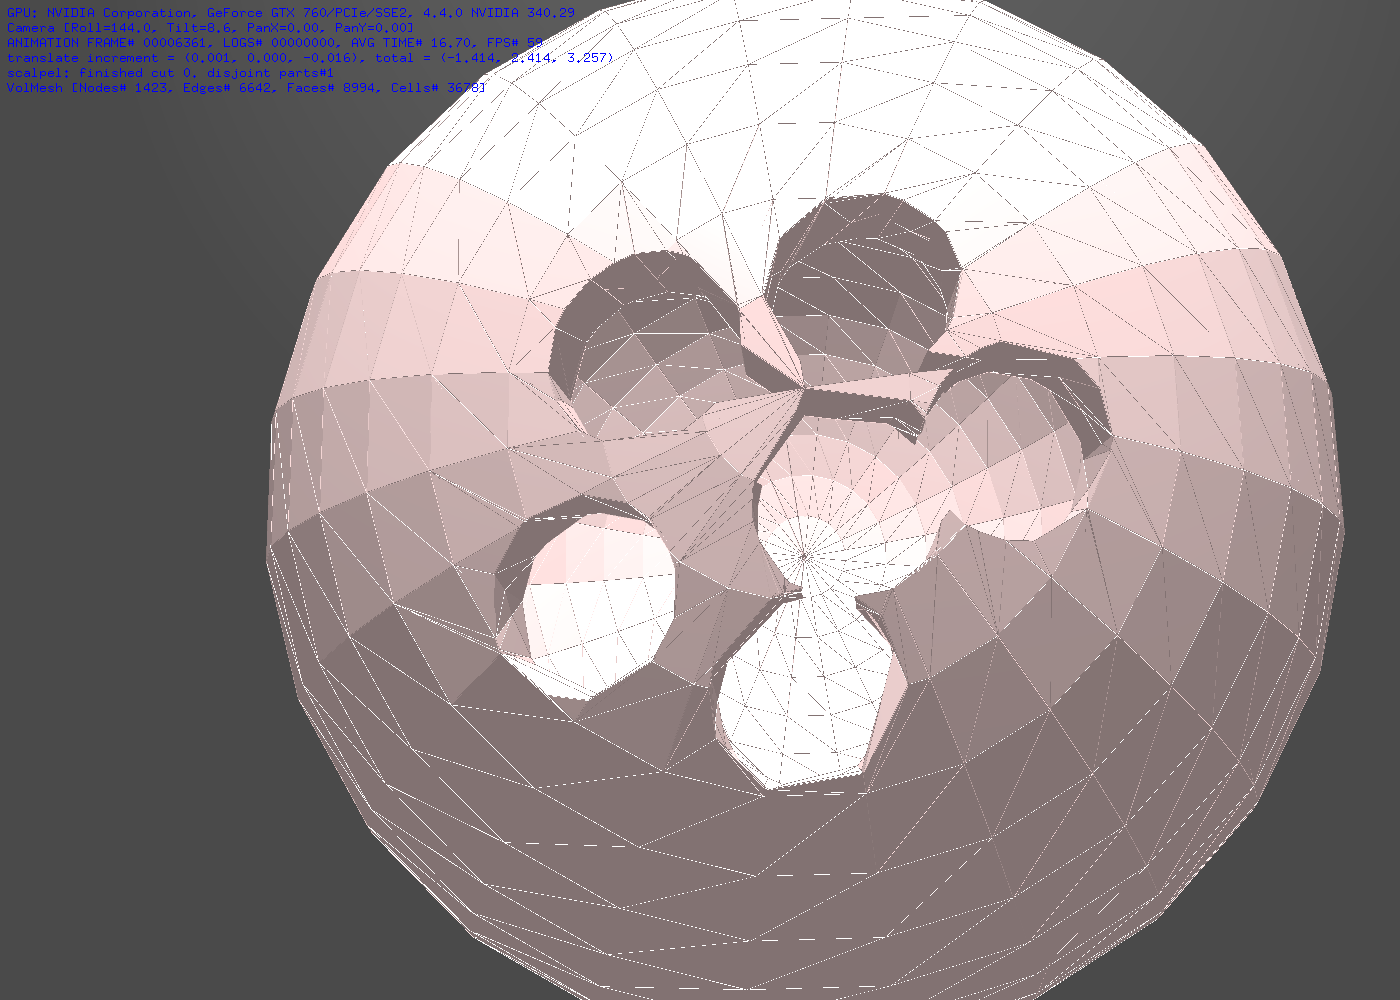 GPU: NVIDIA Corporation, GeForce GTX 760/PCIe/SSE2, 4.4.0 NVIDIA 340.29
Camera [Roll=144.0, Tilt=8.6, PanX=0.00, PanY=0.00]
ANIMATION FRAME# 00006361, LOGS# 00000000, AVG TIME# 16.70, FPS# 59
translate increment = (0.001, 0.000, -0.016), total = (-1.414, 2.414, 3.257)
scalpel: finished cut 0. disjoint parts#1
VolMesh [Nodes# 1423, Edges# 6642, Faces# 8994, Cells# 3678]